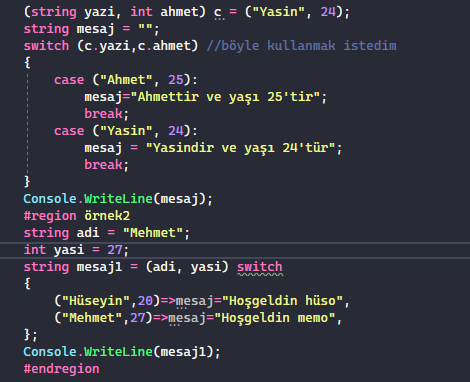 (string yazi, int ahmet) c = ("Yasin", 24);
string mesaj = "";
switch (c.yazi,c.ahmet) //böyle kullanmak istedim
{
    case ("Ahmet", 25):
        mesaj="Ahmettir ve yaşı 25'tir";
        break;
    case ("Yasin", 24):
        mesaj = "Yasindir ve yaşı 24'tür";
        break;
}
Console.WriteLine(mesaj);
#region örnek2
string adi = "Mehmet";
int yasi = 27;
string mesaj1 = (adi, yasi) switch
{
    ("Hüseyin",20)=>mesaj="Hoşgeldin hüso",
    ("Mehmet",27)=>mesaj="Hoşgeldin memo",
};
Console.WriteLine(mesaj1);
#endregion